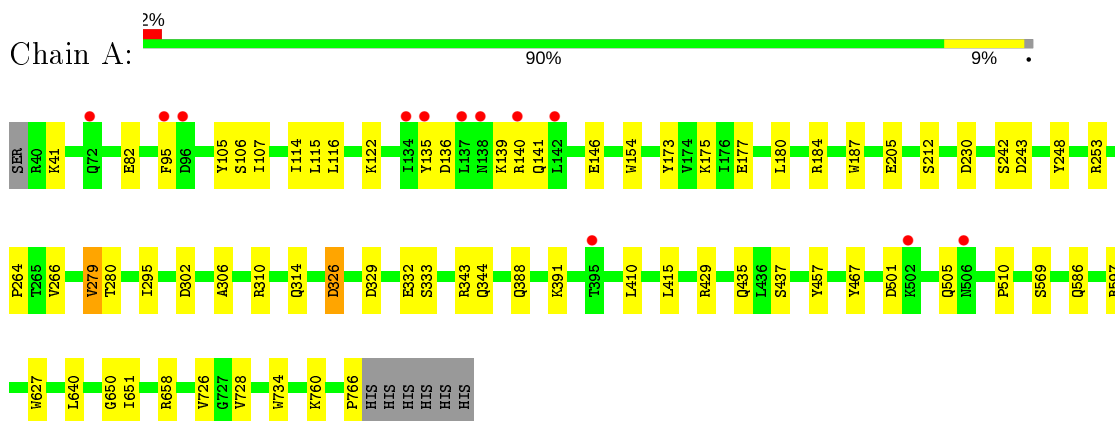 2%
Chain A:
90% 9% •
SER R40 K41 Q72 E82 F95 D96 Y105 S106 I107 I114 L115 L116 K122 I134 Y135 D136 L137 N138 K139 R140 Q141 L142 E146 W154 Y173 V174 K175 I176 E177 L180 R184 W187 E205 S212 D230 S242 D243 Y248 R253
P264 T265 V266 V279 T280 I295 D302 A306 R310 Q314 D326 D329 E332 S333 R343 Q344 Q388 K391 T395 L410 L415 R429 Q435 L436 S437 Y457 Y467 D501 K502 Q505 N506 P510 S569 Q586
W627 L640 G650 I651 R658 V726 G727 V728 W734 K760 P766 HIS HIS HIS HIS HIS HIS